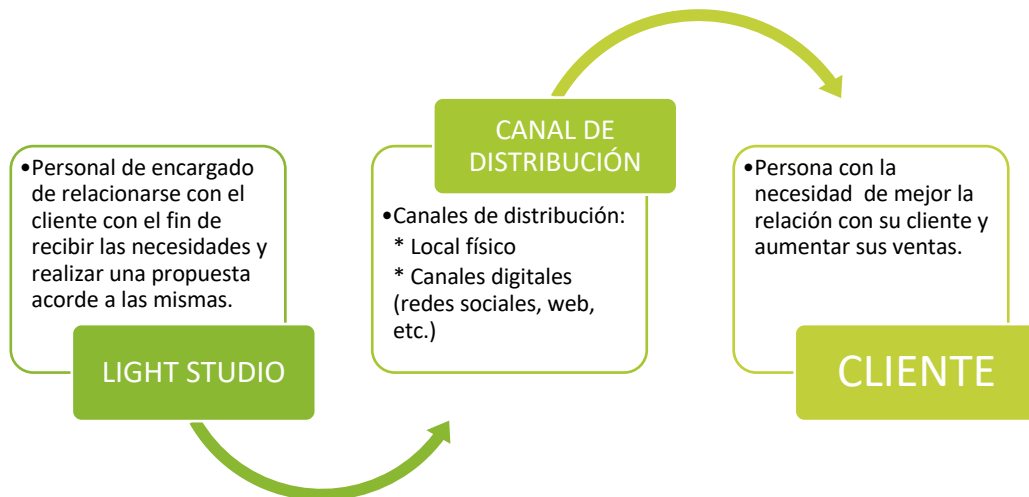 •Personal de encargado
de relacionarse con el
cliente con el fin de
recibir las necesidades y
realizar una propuesta
acorde a las mismas.
LIGHT STUDIO
CANAL DE
DISTRIBUCIÓN
•Canales de distribución:
* Local físico
* Canales digitales
(redes sociales, web,
etc.)
•Persona con la
necesidad de mejor la
relación con su cliente y
aumentar sus ventas.
CLIENTE